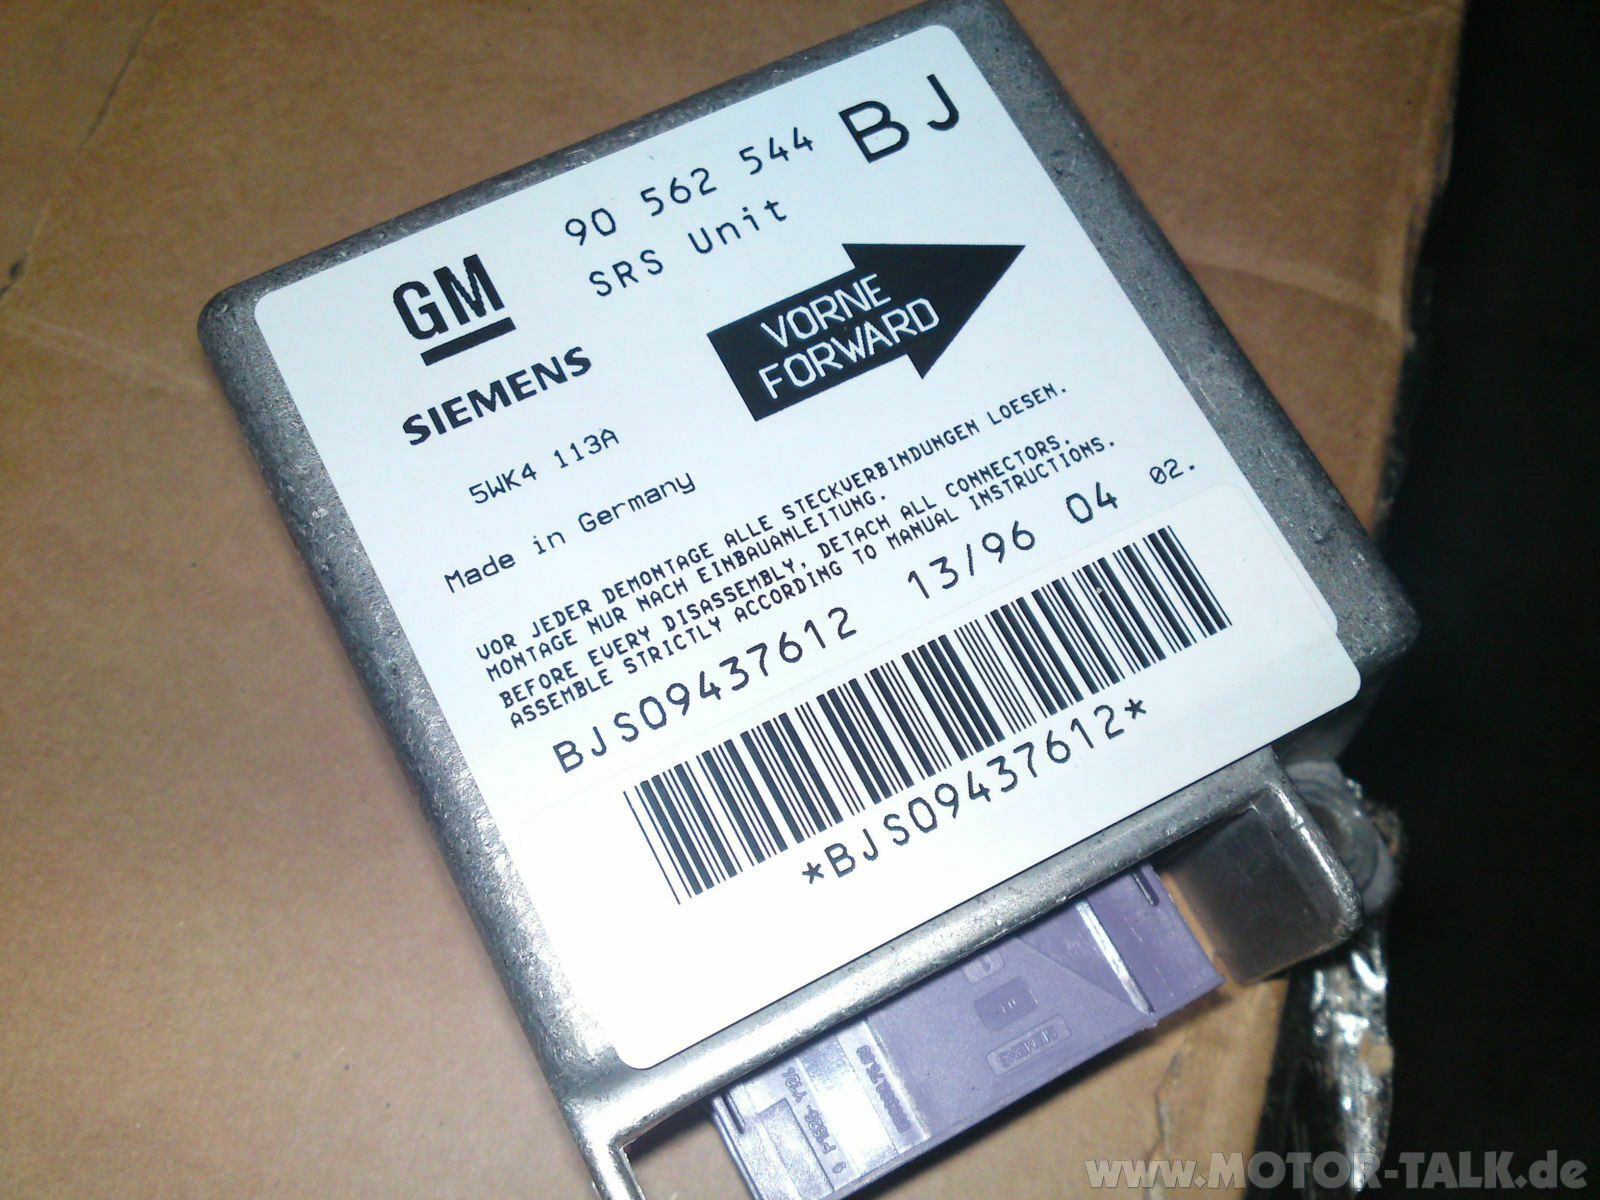 90 562 544 BJ
SRS Unit
GM
SIEMENS
VORNE
FORWARD
5WK4 113A
Made in Germany
VOR JEDER DEMONTAGE ALLE STECKVERBINDUNGEN LOESEN.
MONTAGE NUR NACH EINBAUANLEITUNG.
BEFORE EVERY DISASSEMBLY, DETACH ALL CONNECTORS.
ASSEMBLE STRICTLY ACCORDING TO MANUAL INSTRUCTIONS.
BJS09437612 13/96 04 02.
*BJS09437612*
SIEMENS
www.MOTOR-TALK.de